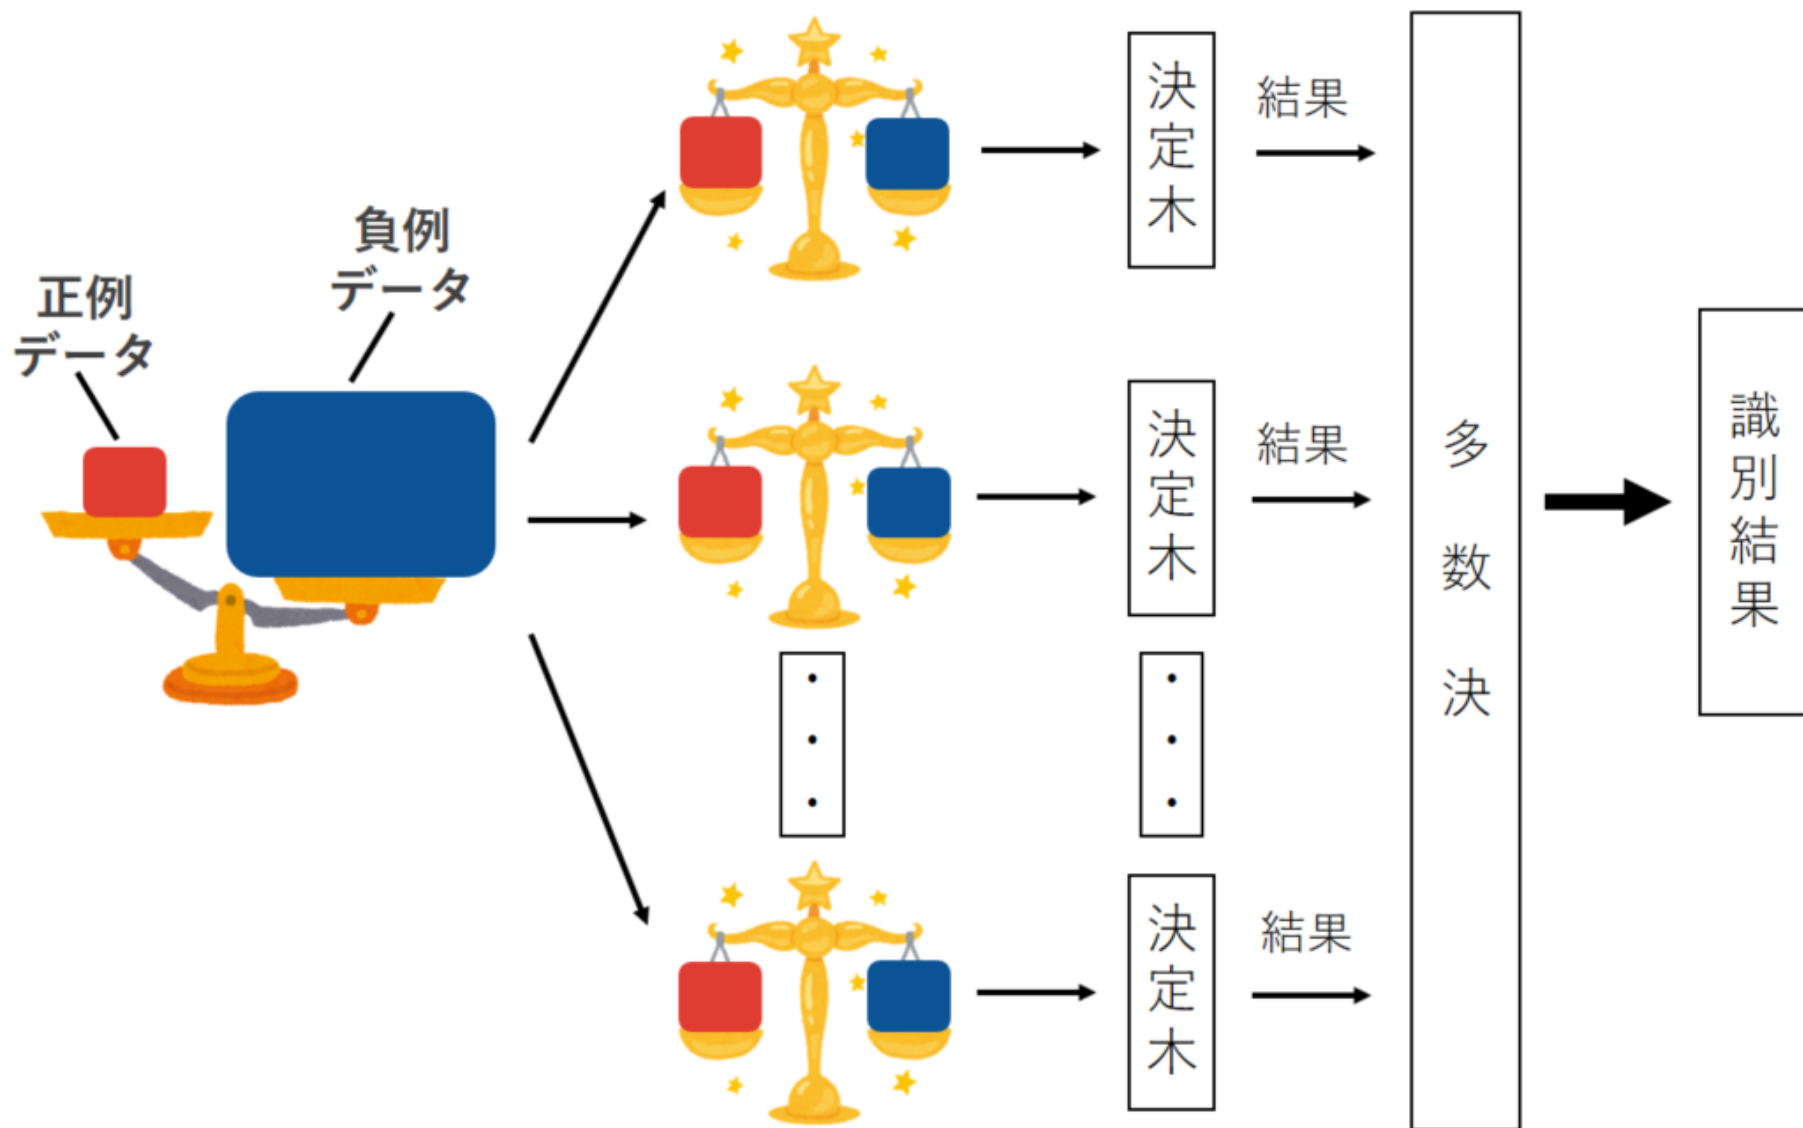 正例
データ
負例
データ
決定木
結果
決定木
結果
・
・
・
・
・
・
決定木
結果
多数決
識別結果